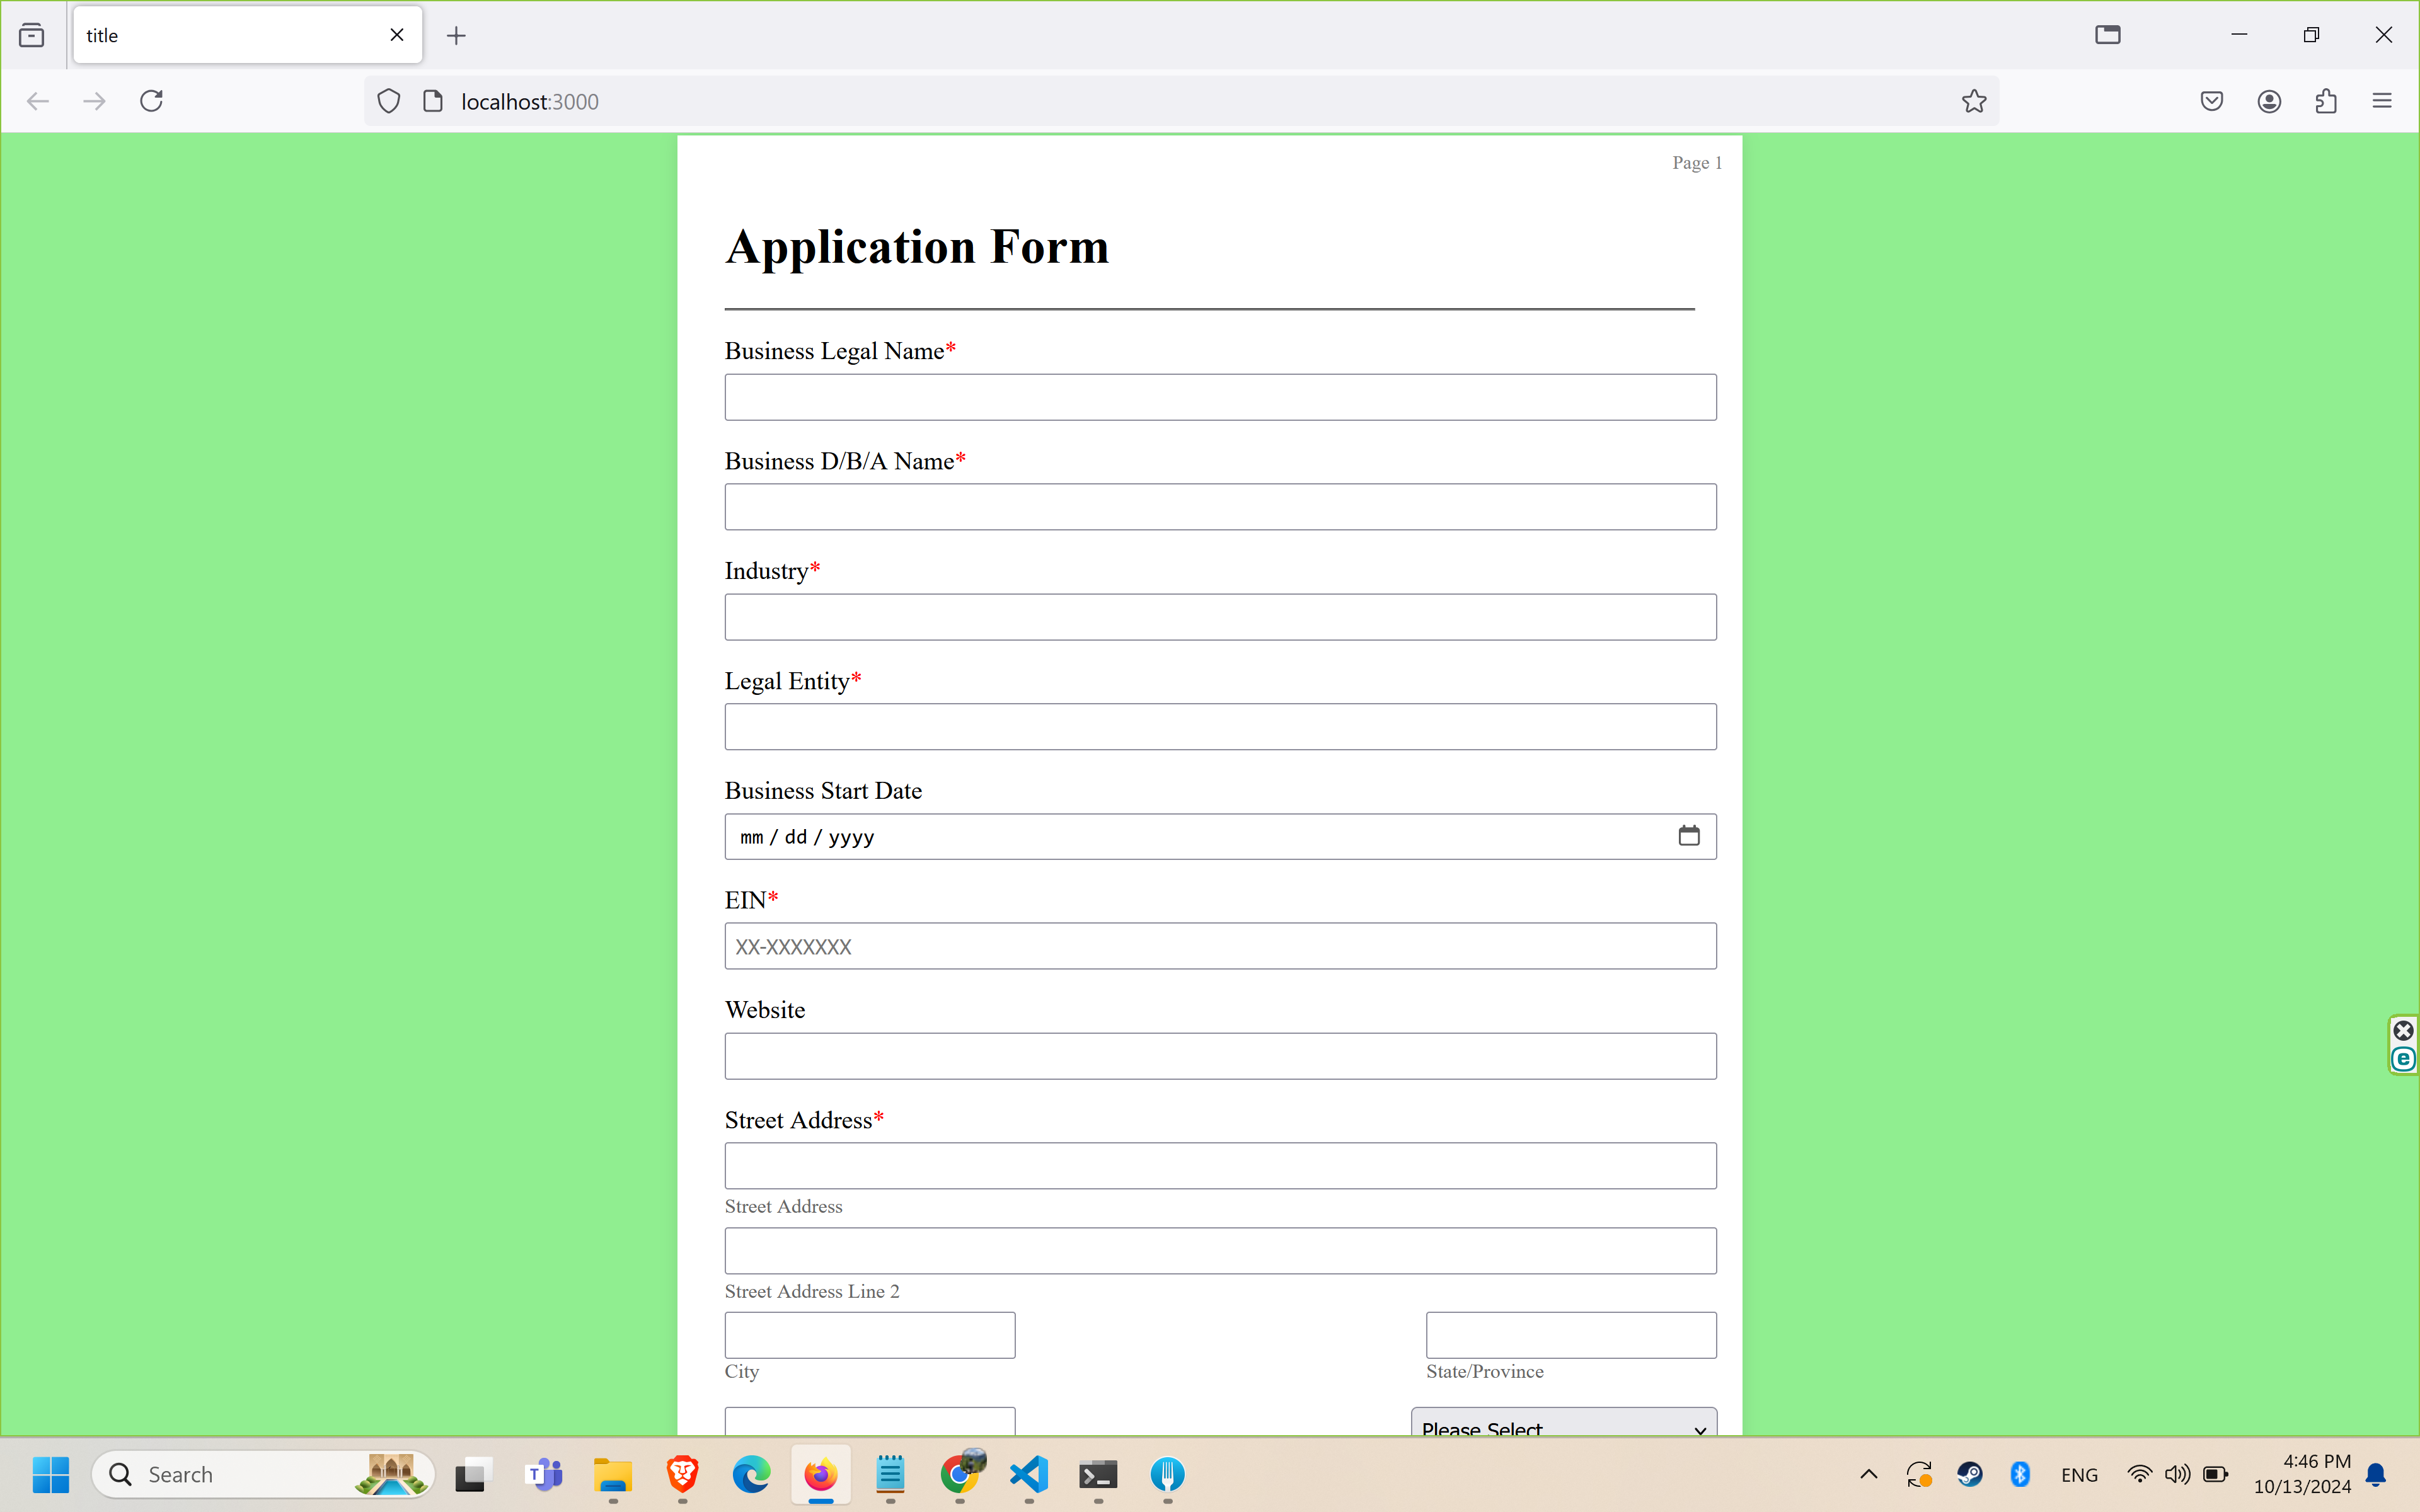 title
localhost:3000
Page 1
Application Form
Business Legal Name*
Business D/B/A Name*
Industry*
Legal Entity*
Business Start Date
mm / dd / yyyy
EIN*
XX-XXXXXXX
Website
Street Address*
Street Address
Street Address Line 2
City
State/Province
Please Select
Search
ENG
4:46 PM
10/13/2024